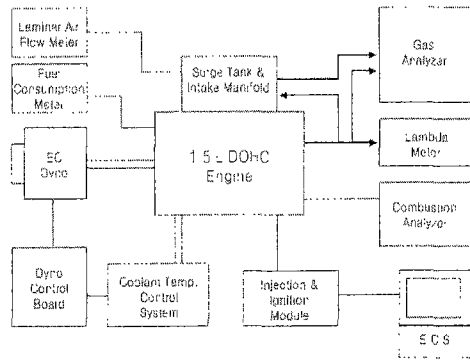 Laminar Air
Flow Meter
Fuel
Consumption
Meter
Surge Tank &
Intake Manifold
Gas
Analyzer
EC
Dyno
1.5 L DOHC
Engine
Lambda
Meter
Combustion
Analyzer
Dyno
Control
Board
Coolant Temp.
Control
System
Injection &
Ignition
Module
E C S